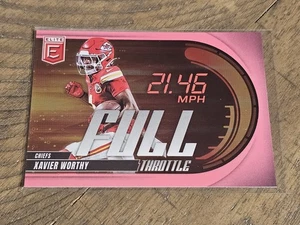 ELITE
E
21.46
MPH
FULL
THROTTLE
CHIEFS
XAVIER WORTHY